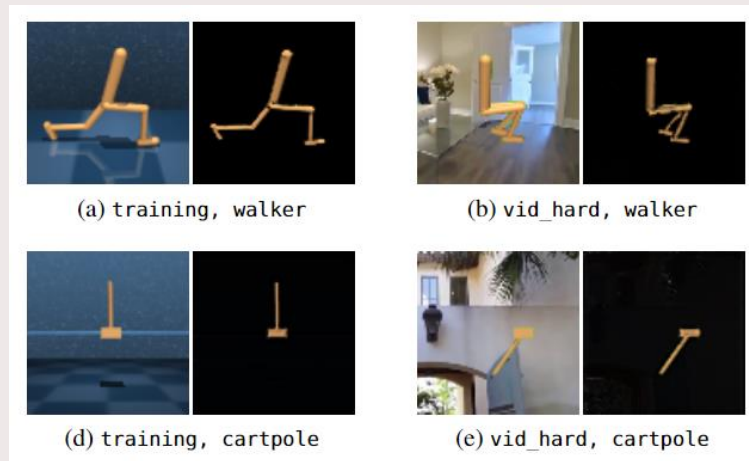 (a) training, walker
(b) vid_hard, walker
(d) training, cartpole
(e) vid_hard, cartpole